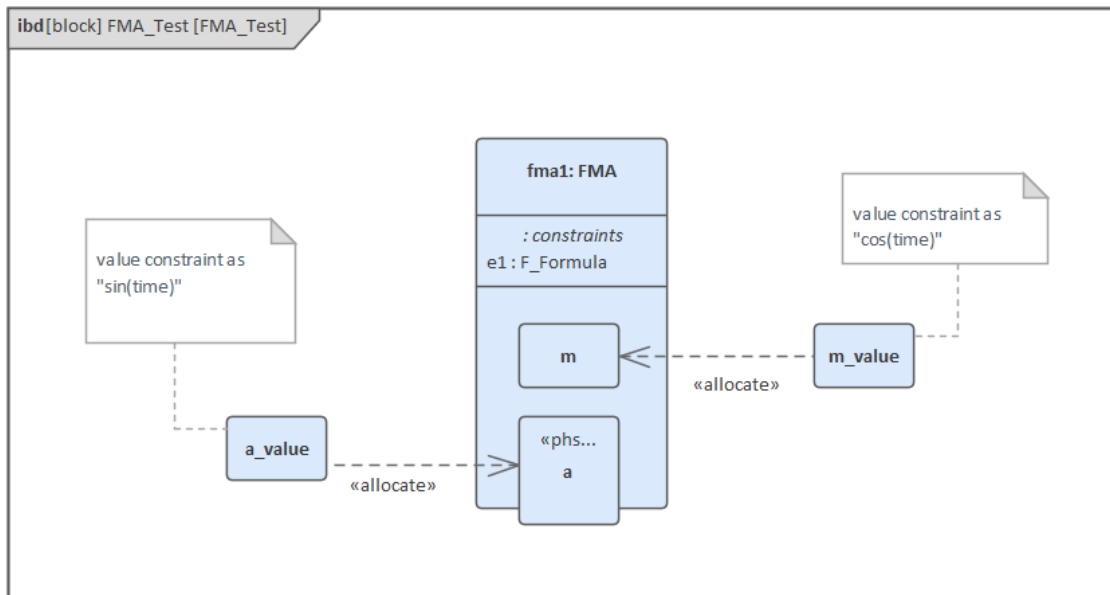 ibd [block] FMA_Test [FMA_Test]
fma1: FMA
: constraints
e1 : F_Formula
value constraint as
"cos(time)"
value constraint as
"sin(time)"
m
m_value
«allocate»
«phs...
a
a_value
«allocate»